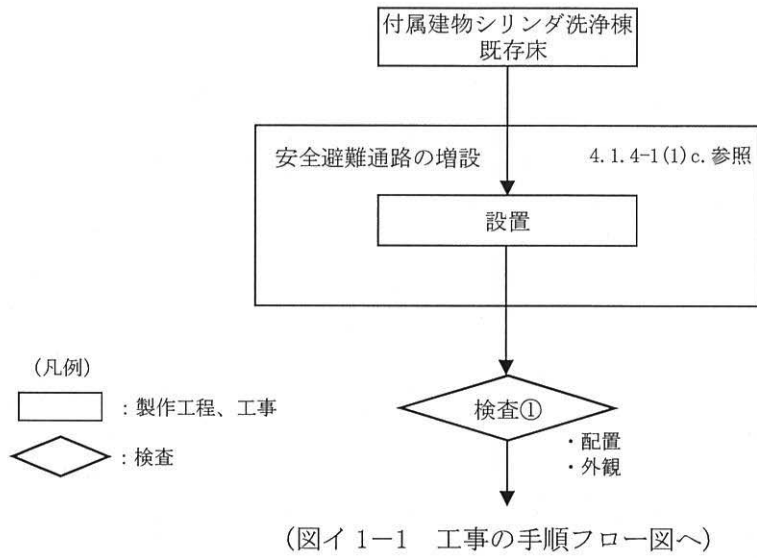 付属建物シリンダ洗浄棟
既存床
安全避難通路の増設
4.1.4-1(1)c.参照
設置
(凡例)
:製作工程、工事
検査①
:検査
・配置
・外観
(図イ 1−1 工事の手順フロー図へ)